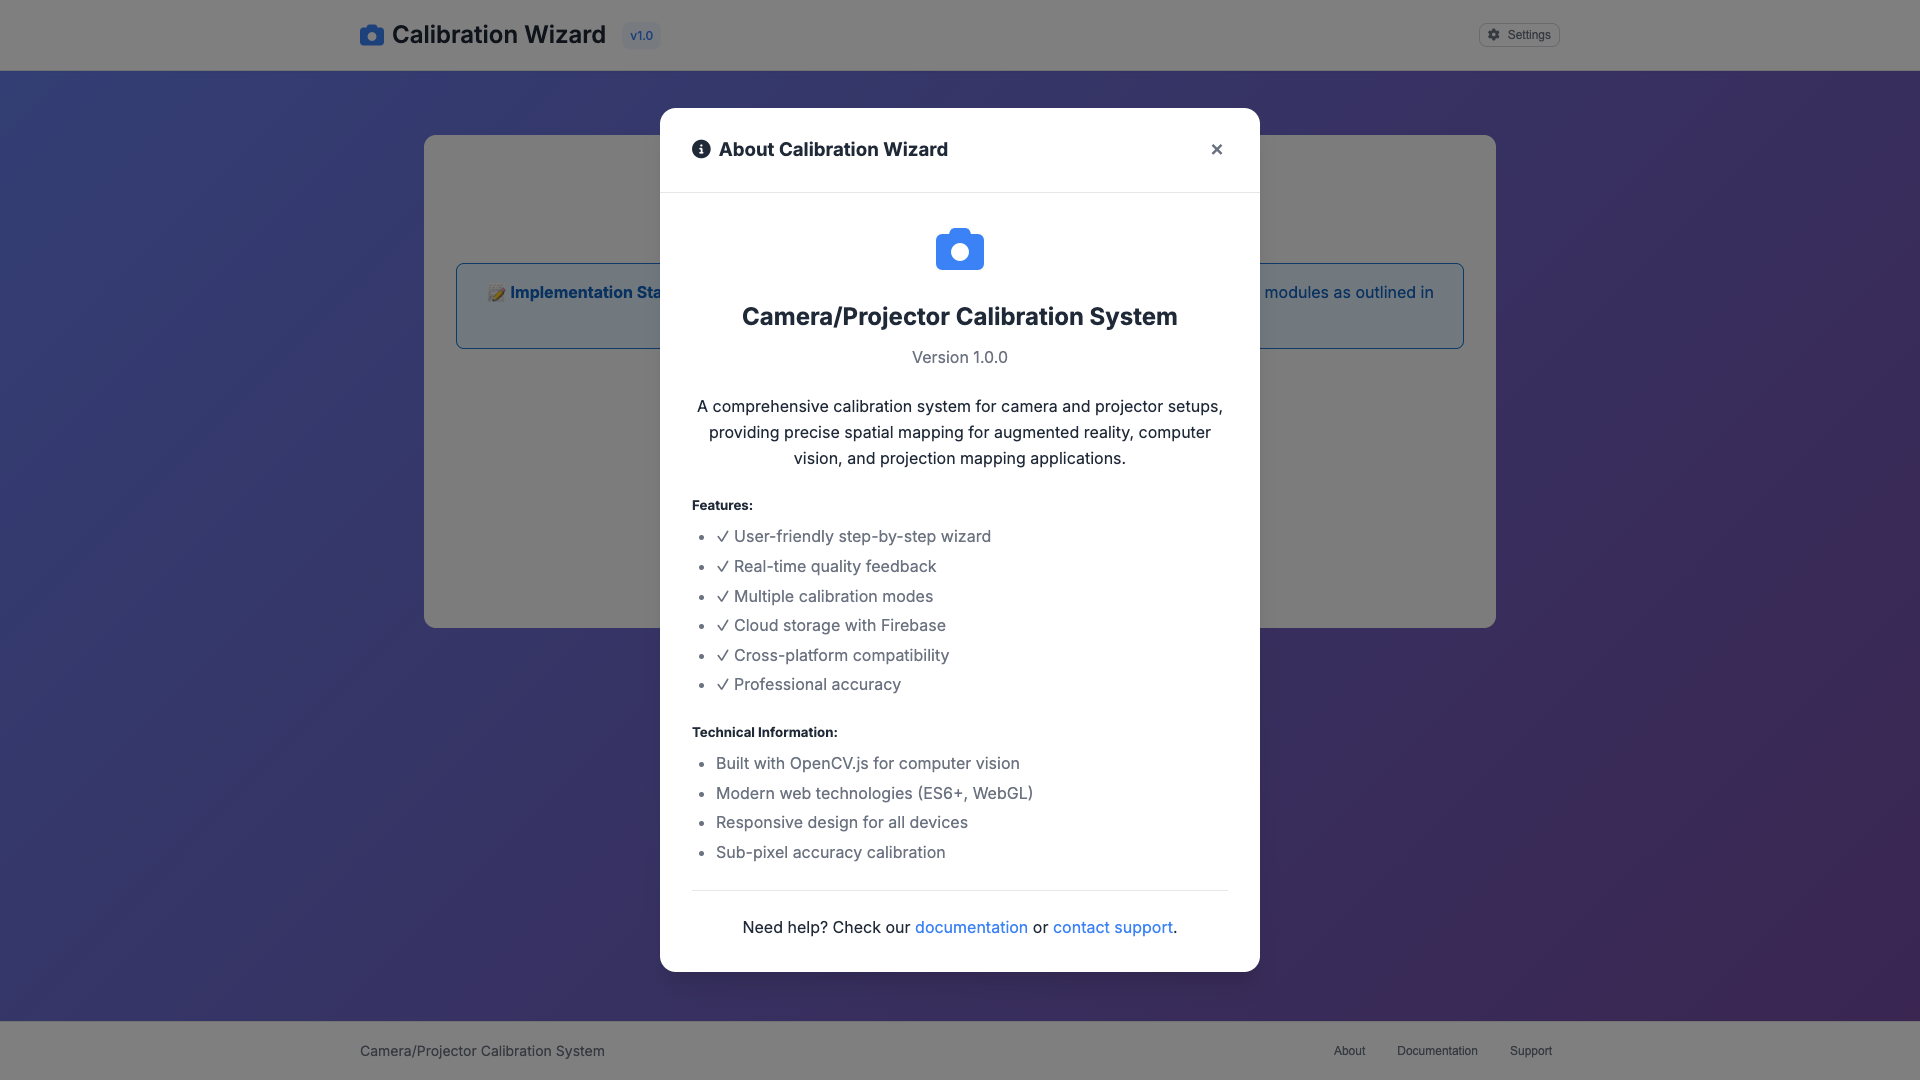 Calibration Wizard v1.0
Settings
About Calibration Wizard ×
Implementation Sta
modules as outlined in
Camera/Projector Calibration System
Version 1.0.0
A comprehensive calibration system for camera and projector setups,
providing precise spatial mapping for augmented reality, computer
vision, and projection mapping applications.
Features:
• ✓ User-friendly step-by-step wizard
• ✓ Real-time quality feedback
• ✓ Multiple calibration modes
• ✓ Cloud storage with Firebase
• ✓ Cross-platform compatibility
• ✓ Professional accuracy
Technical Information:
• Built with OpenCV.js for computer vision
• Modern web technologies (ES6+, WebGL)
• Responsive design for all devices
• Sub-pixel accuracy calibration
Need help? Check our documentation or contact support.
Camera/Projector Calibration System
About
Documentation
Support